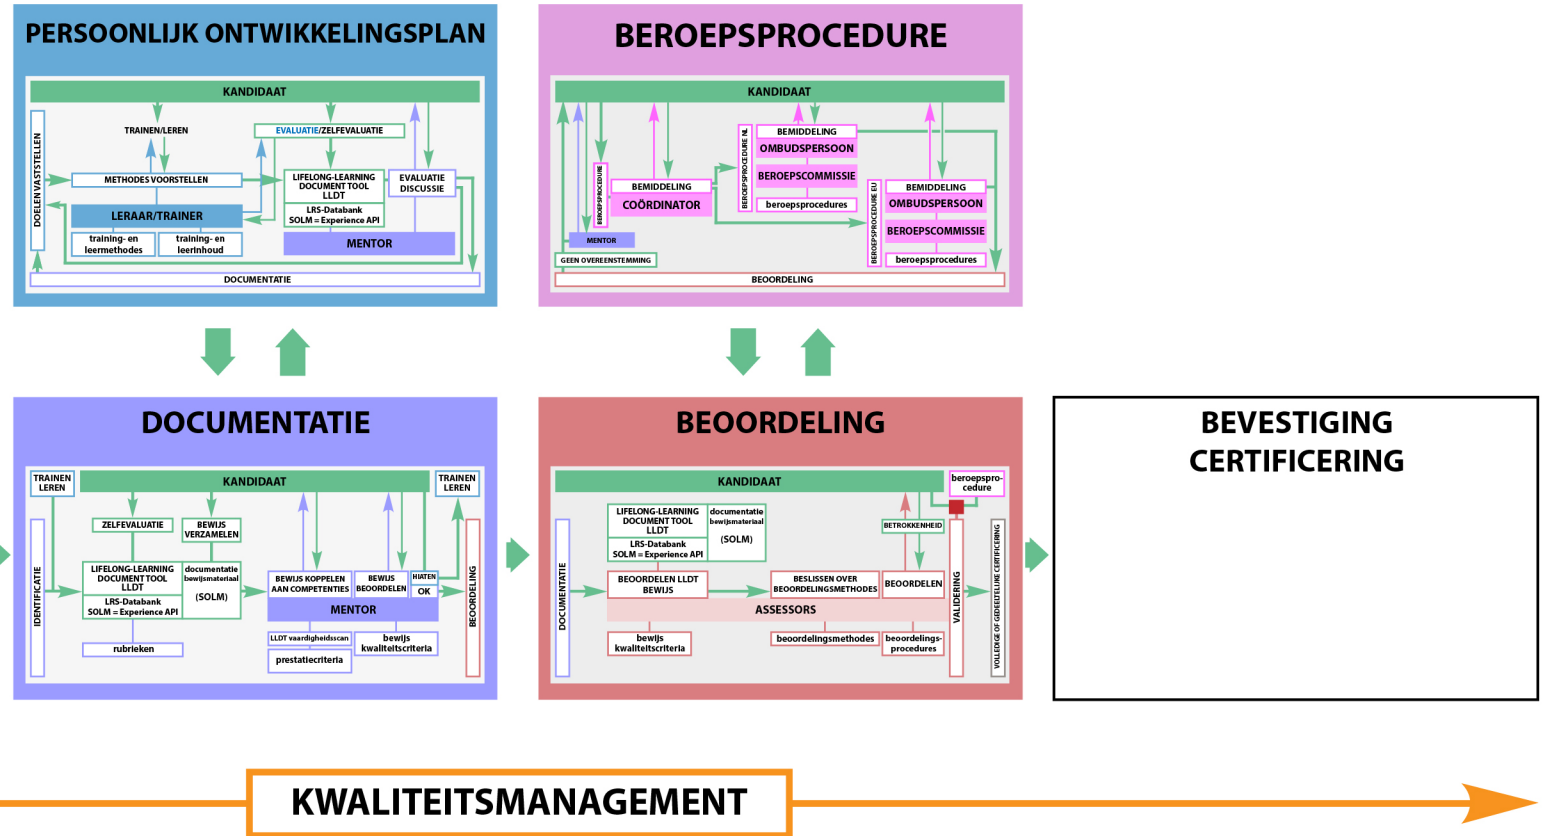 PERSOONLIJK ONTWIKKELINGSPLAN
KANDIDAAT
DOELEN VASTSTELLEN
TRAINEN/LEREN
EVALUATIE/ZELFEVALUATIE
METHODES VOORSTELLEN
LIFELONG-LEARNING
DOCUMENT TOOL
LLDT
LRS-Databank
SOLM = Experience API
EVALUATIE
DISCUSSIE
LERAAR/TRAINER
training- en
leermethodes
training- en
leerinhoud
MENTOR
DOCUMENTATIE
BEROEPSPROCEDURE
KANDIDAAT
BEROEPSPROCEDURE
BEMIDDELING
COÖRDINATOR
BEROEPSPROCEDURE NL
BEMIDDELING
OMBUDSPERSOON
BEROEPSCOMMISSIE
beroepsprocedures
BEROEPSPROCEDURE EU
BEMIDDELING
OMBUDSPERSOON
BEROEPSCOMMISSIE
beroepsprocedures
MENTOR
GEEN OVEREENSTEMMING
BEOORDELING
DOCUMENTATIE
TRAINEN
LEREN
KANDIDAAT
TRAINEN
LEREN
IDENTIFICATIE
ZELFEVALUATIE
BEWIJS
VERZAMELEN
LIFELONG-LEARNING
DOCUMENT TOOL
LLDT
LRS-Databank
SOLM = Experience API
documentatie
bewijsmateriaal
(SOLM)
BEWIJS KOPPELEN
AAN COMPETENTIES
BEWIJS
BEOORDELEN
HIATEN
OK
MENTOR
rubrieken
LLDT vaardigheidsscan
prestatiecriteria
bewijs
kwaliteitscriteria
BEOORDELING
BEOORDELING
KANDIDAAT
beroepspro-
cedure
DOCUMENTATIE
LIFELONG-LEARNING
DOCUMENT TOOL
LLDT
LRS-Databank
SOLM = Experience API
documentatie
bewijsmateriaal
(SOLM)
BETROKKENHEID
BEOORDELEN LLDT
BEWIJS
BESLISSEN OVER
BEOORDELINGSMETHODES
BEOORDELEN
ASSESSORS
bewijs
kwaliteitscriteria
beoordelingsmethodes
beoordelings-
procedures
VALIDERING
VOLLEDIGE OF GEDEELTELIJKE CERTIFICERING
BEVESTIGING
CERTIFICERING
KWALITEITSMANAGEMENT